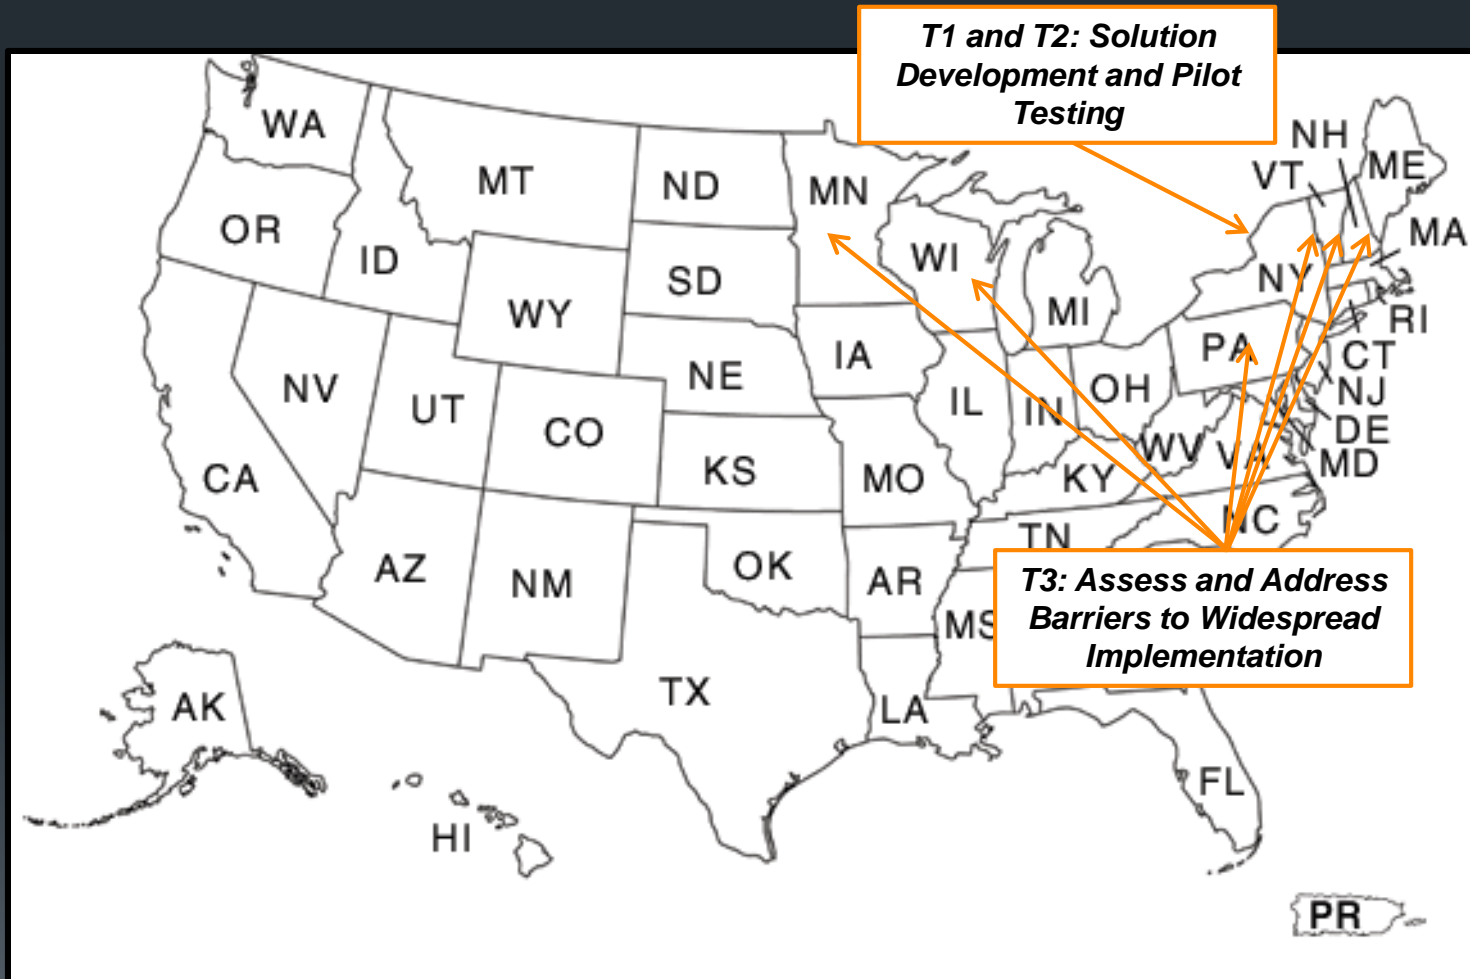 T1 and T2: Solution
Development and Pilot
Testing
WA
MT
ND
MN
NH
VT
ME
OR
ID
SD
WI
MA
WY
NY
MI
RI
NV
UT
CO
NE
IA
IL
IN
OH
PA
CT
NJ
DE
MD
CA
KS
MO
KY
WV
VA
AZ
NM
OK
AR
TN
NC
T3: Assess and Address
Barriers to Widespread
Implementation
MS
TX
LA
AK
HI
FL
PR